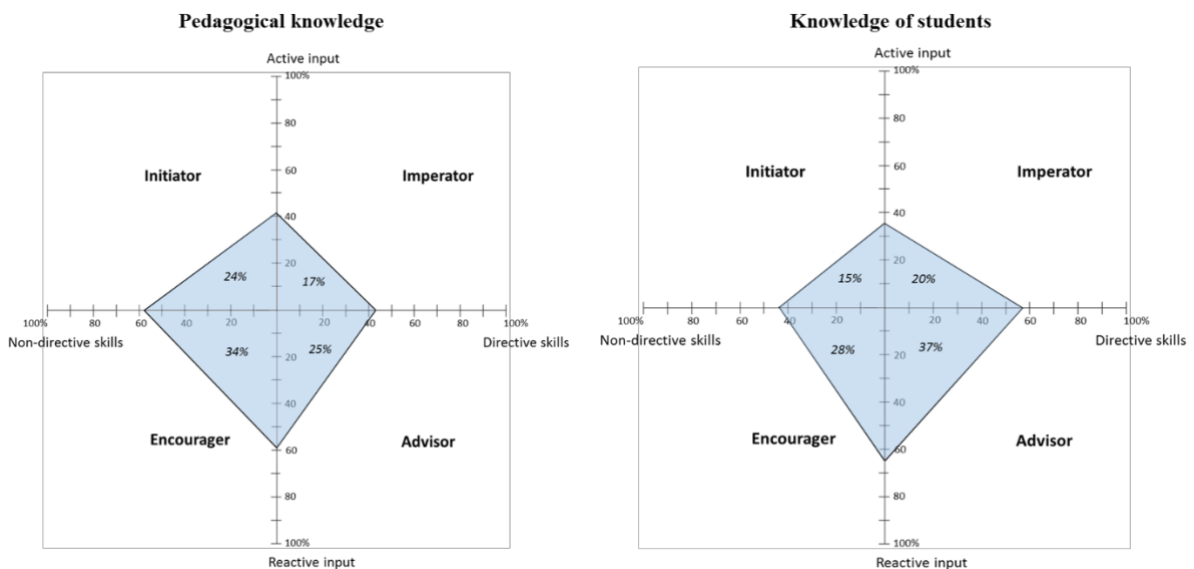 Pedagogical knowledge
Active input
100%
80
60
40
20
Initiator
Imperator
24%
17%
100%
80
60
40
20
20
40
60
80
100%
Non-directive skills
Directive skills
34%
25%
20
40
60
80
100%
Encourager
Advisor
Reactive input
Knowledge of students
Active input
100%
80
60
40
20
Initiator
Imperator
15%
20%
100%
80
60
40
20
20
40
60
80
100%
Non-directive skills
Directive skills
28%
37%
20
40
60
80
100%
Encourager
Advisor
Reactive input